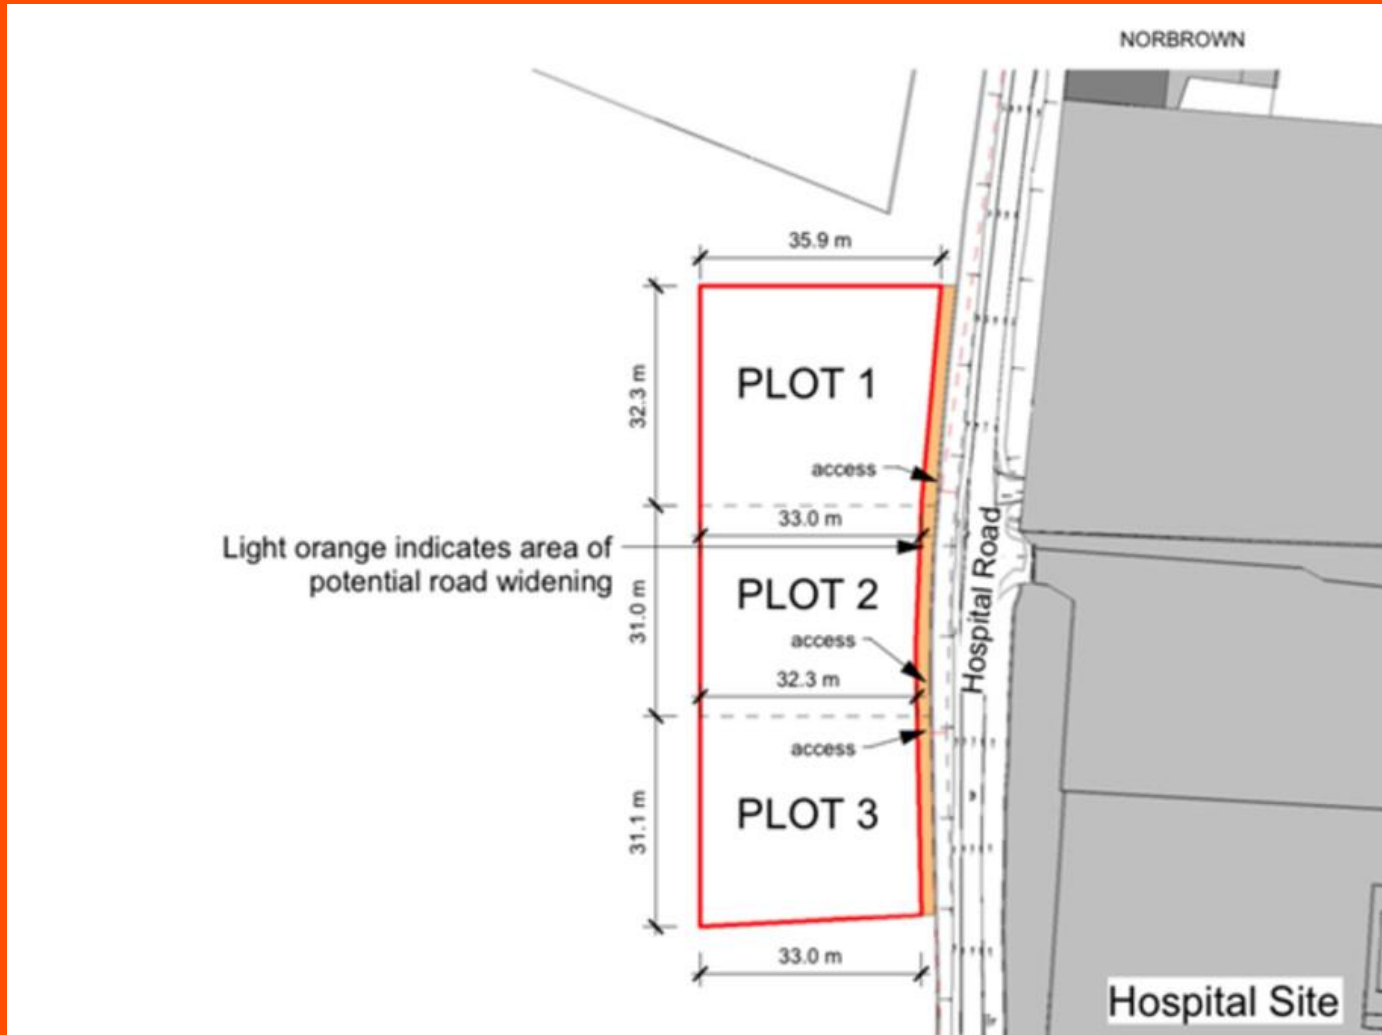 NORBROWN
35.9 m
32.3 m
PLOT 1
access
33.0 m
Light orange indicates area of
potential road widening
31.0 m
PLOT 2
Hospital Road
access
32.3 m
access
31.1 m
PLOT 3
33.0 m
Hospital Site